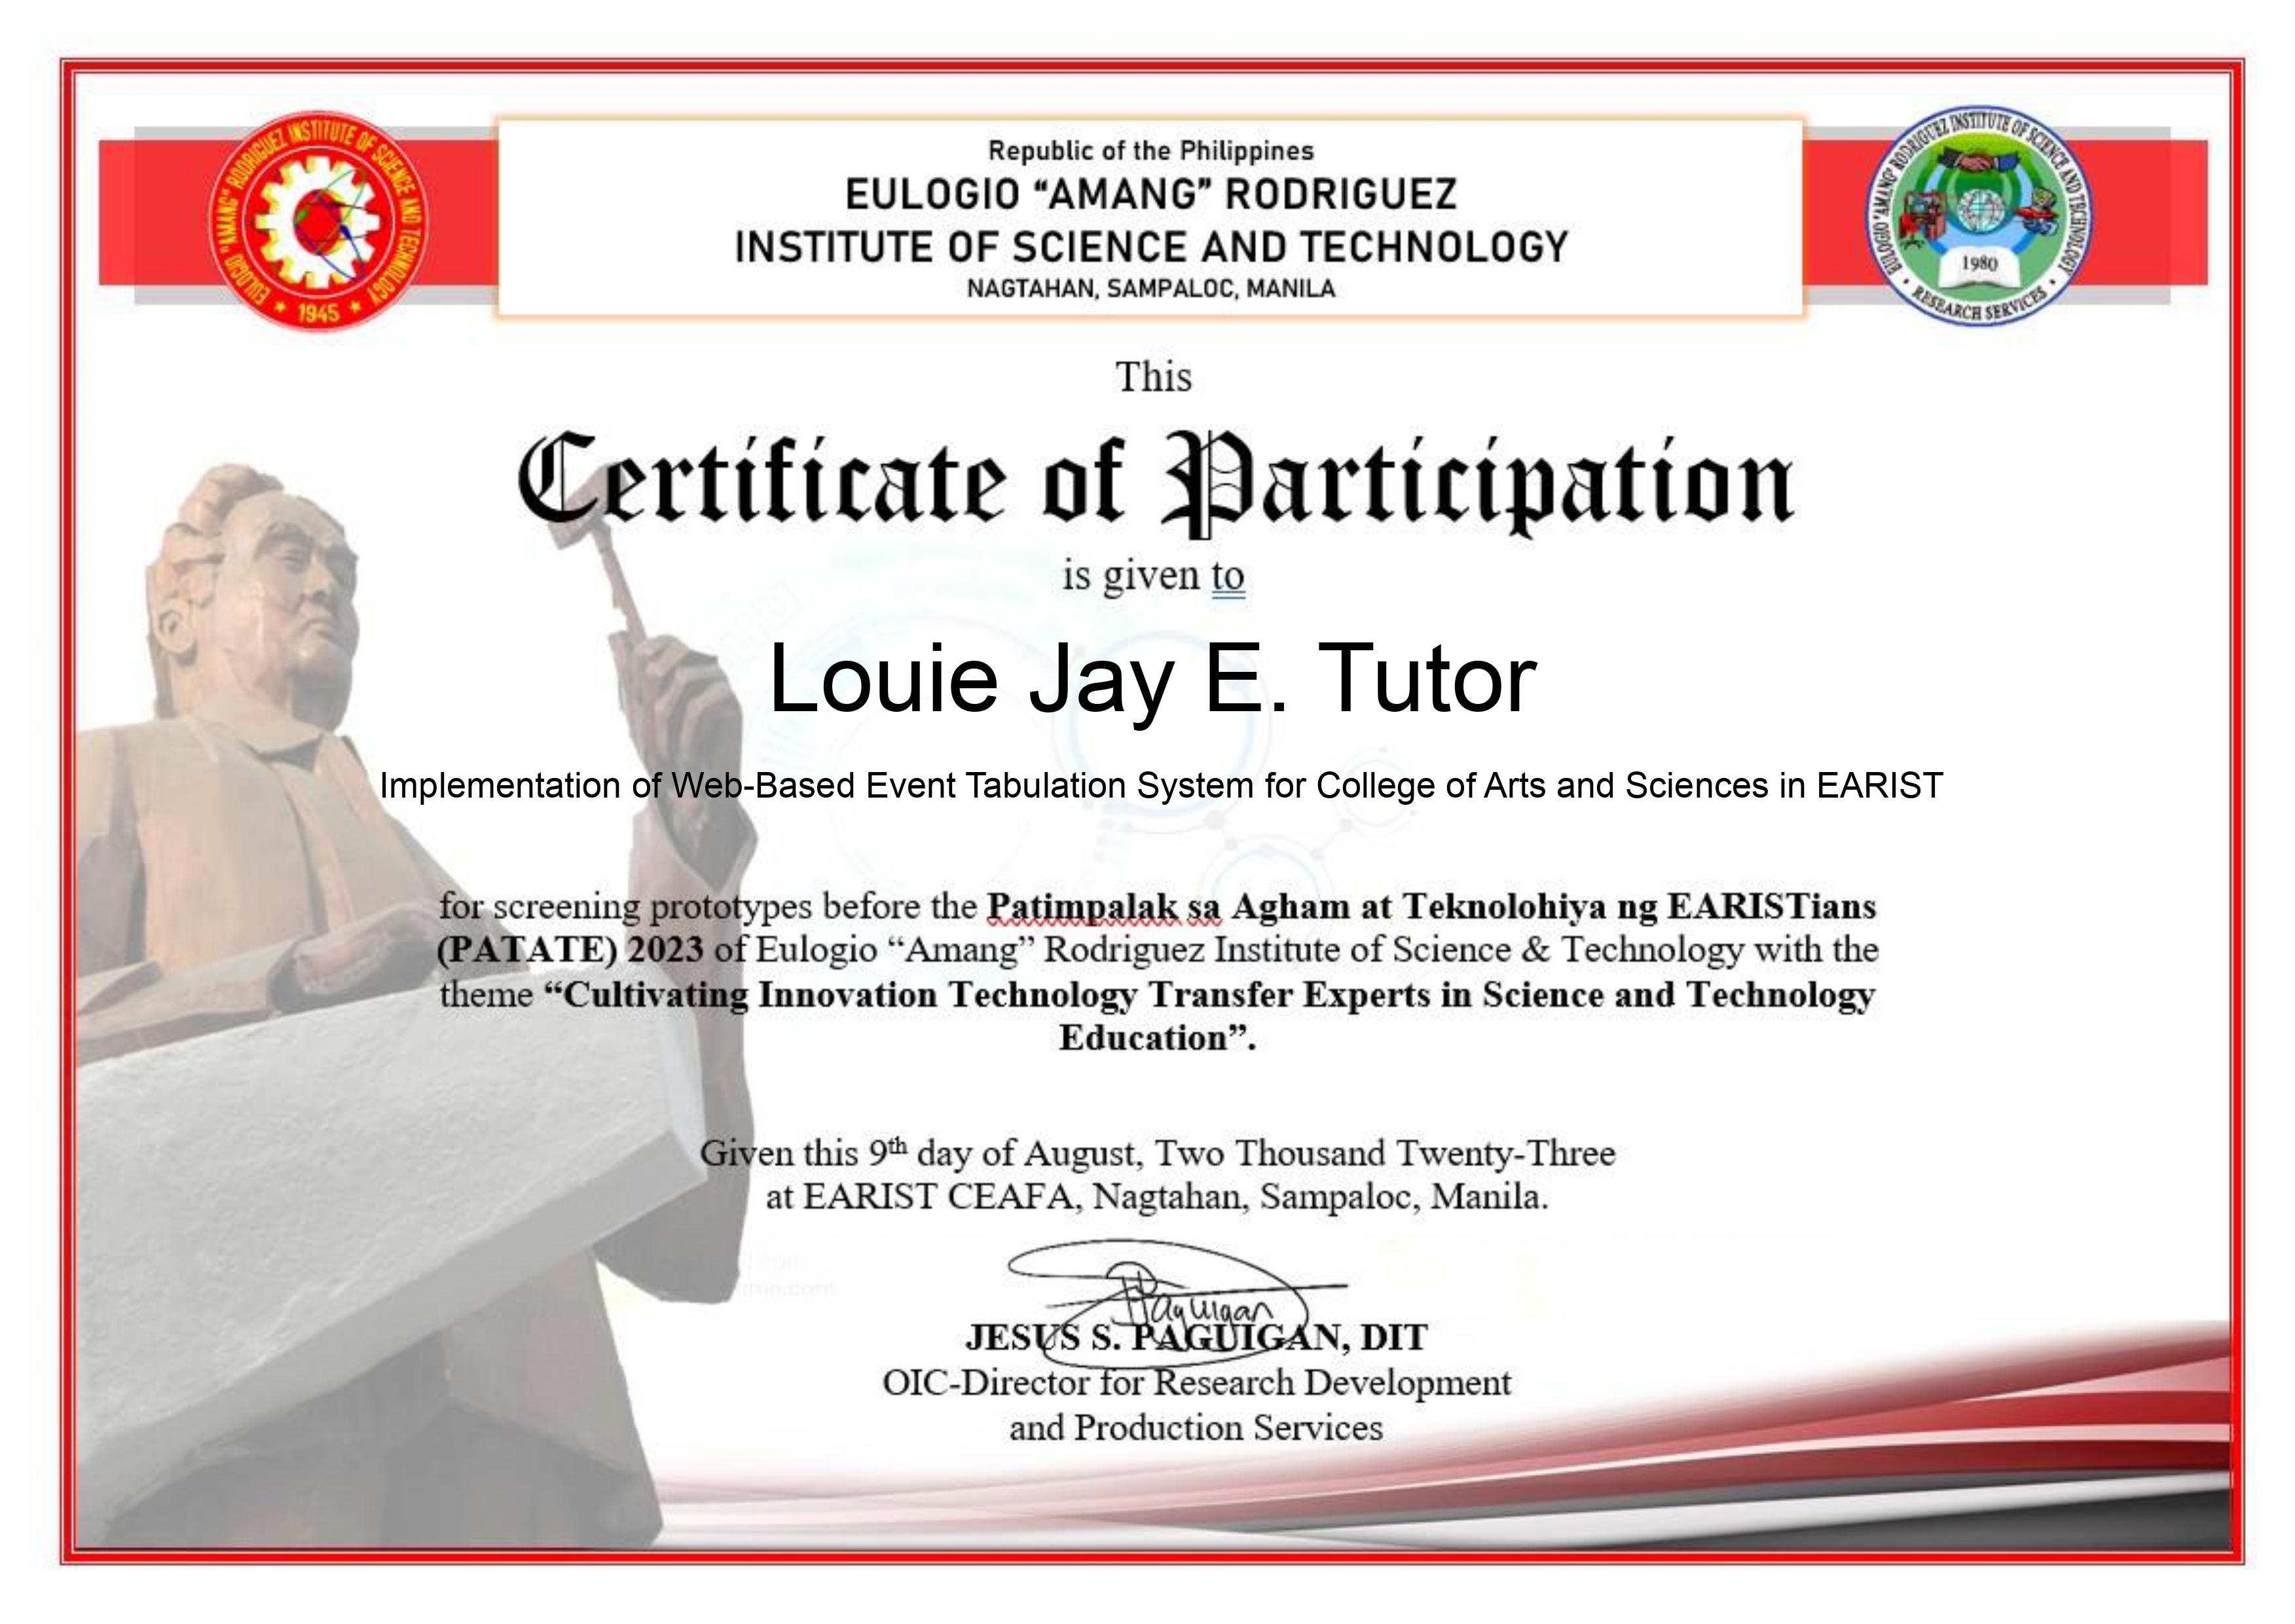 EULOGIO "AMANG" RODRIGUEZ INSTITUTE OF SCIENCE AND TECHNOLOGY
★ 1945 ★
Republic of the Philippines
EULOGIO “AMANG” RODRIGUEZ
INSTITUTE OF SCIENCE AND TECHNOLOGY
NAGTAHAN, SAMPALOC, MANILA
EULOGIO "AMANG" RODRIGUEZ INSTITUTE OF SCIENCE AND TECHNOLOGY
1980
• RESEARCH SERVICES •
This
Certificate of Participation
is given to
Louie Jay E. Tutor
Implementation of Web-Based Event Tabulation System for College of Arts and Sciences in EARIST
for screening prototypes before the Patimpalak sa Agham at Teknolohiya ng EARISTians
(PATATE) 2023 of Eulogio “Amang” Rodriguez Institute of Science & Technology with the
theme “Cultivating Innovation Technology Transfer Experts in Science and Technology
Education”.
Given this 9th day of August, Two Thousand Twenty-Three
at EARIST CEAFA, Nagtahan, Sampaloc, Manila.
Paguigan
JESUS S. PAGUIGAN, DIT
OIC-Director for Research Development
and Production Services